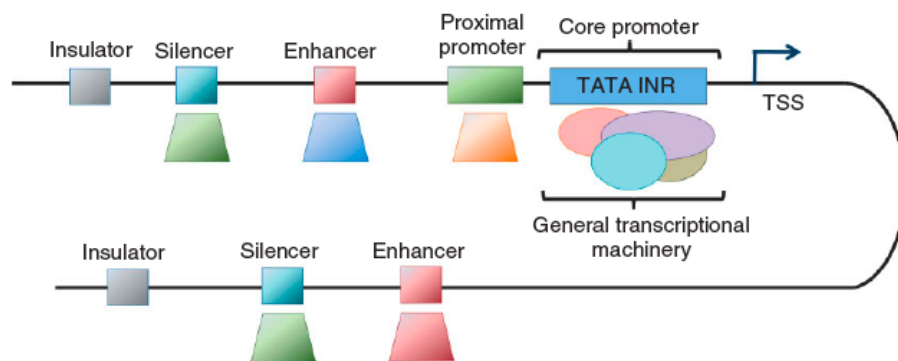 Insulator
Silencer
Enhancer
Proximal
promoter
Core promoter
TATA INR
TSS
General transcriptional
machinery
Insulator
Silencer
Enhancer